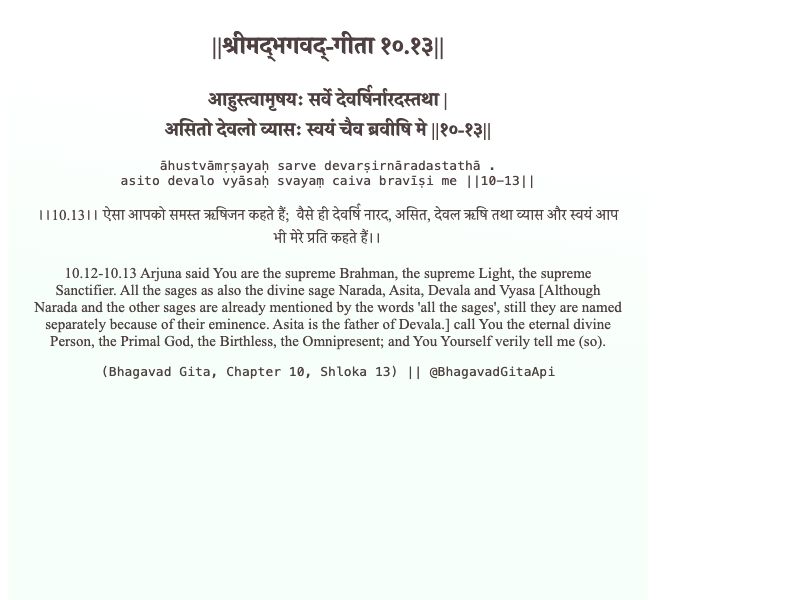 ||श्रीमद्‍भगवद्‍-गीता १०.१३||
आहुस्त्वामृषयः सर्वे देवर्षिर्नारदस्तथा |
असितो देवलो व्यासः स्वयं चैव ब्रवीषि मे ||१०-१३||
āhustvāmṛṣayaḥ sarve devarṣirnāradastathā .
asito devalo vyāsaḥ svayaṃ caiva bravīṣi me ||10-13||
।।10.13।। ऐसा आपको समस्त ऋषिजन कहते हैं; वैसे ही देवर्षि नारद, असित, देवल ऋषि तथा व्यास और स्वयं आप
भी मेरे प्रति कहते हैं।।
10.12-10.13 Arjuna said You are the supreme Brahman, the supreme Light, the supreme
Sanctifier. All the sages as also the divine sage Narada, Asita, Devala and Vyasa [Although
Narada and the other sages are already mentioned by the words 'all the sages', still they are named
separately because of their eminence. Asita is the father of Devala.] call You the eternal divine
Person, the Primal God, the Birthless, the Omnipresent; and You Yourself verily tell me (so).
(Bhagavad Gita, Chapter 10, Shloka 13) || @BhagavadGitaApi